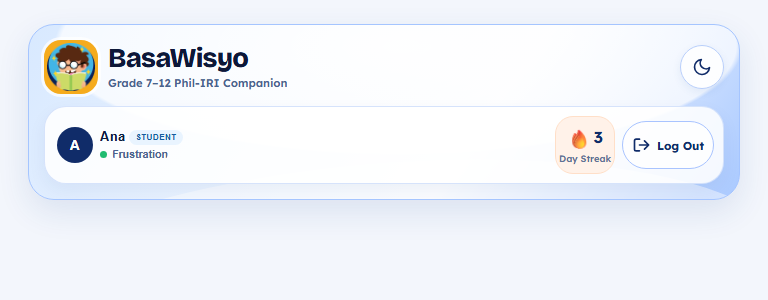 BasaWisyo
Grade 7–12 Phil-IRI Companion
A
Ana STUDENT
Frustration
3
Day Streak
Log Out